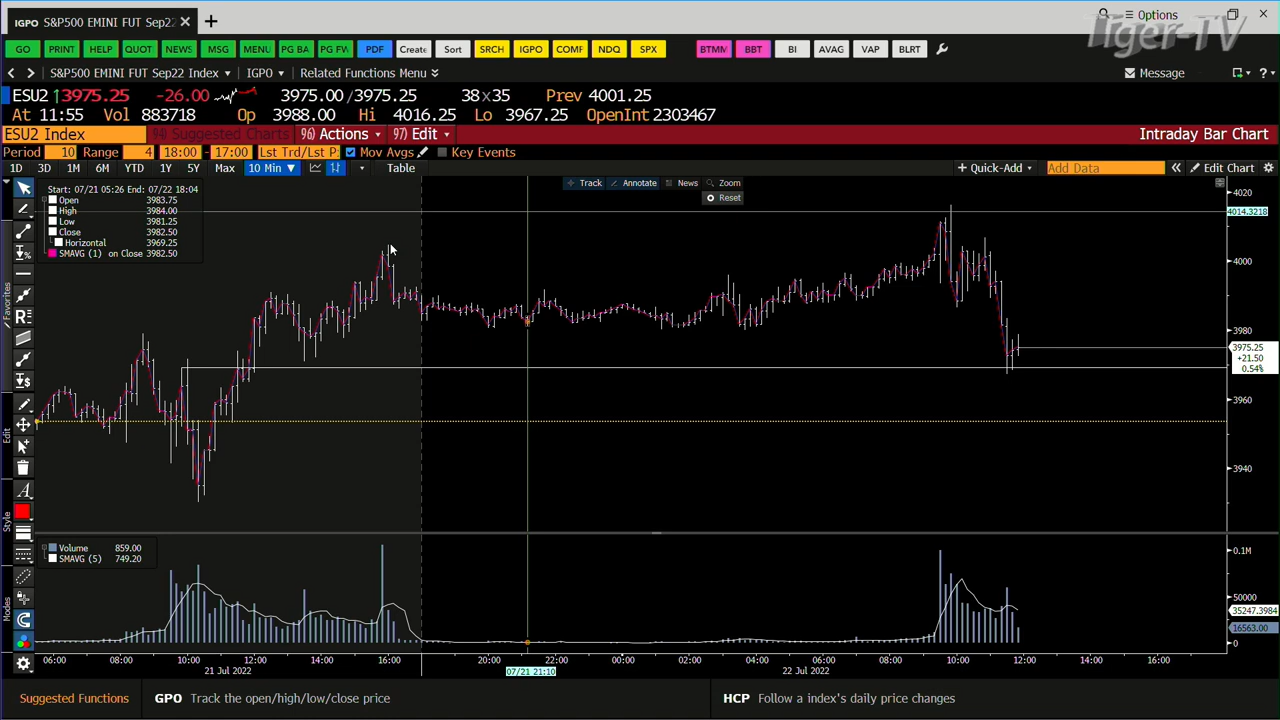 IGPO S&P500 EMINI FUT Sep22
Options
Tiger-TV
GO PRINT HELP QUOT NEWS MSG MENU PG BA PG FW PDF Create Sort SRCH IGPO COMF NDQ SPX BTMM BBT BI AVAG VAP BLRT
S&P500 EMINI FUT Sep22 Index IGPO Related Functions Menu Message ?
ESU2 ↑3975.25 -26.00 3975.00/3975.25 38x35 Prev 4001.25
At 11:55 Vol 883718 Op 3988.00 Hi 4016.25 Lo 3967.25 OpenInt 2303467
ESU2 Index 94) Suggested Charts 96) Actions 97) Edit Intraday Bar Chart
Period 10 Range 4 18:00 - 17:00 Lst Trd/Lst P Mov Avgs Key Events
1D 3D 1M 6M YTD 1Y 5Y Max 10 Min ▼ Table + Quick-Add Add Data « Edit Chart
Track Annotate News Zoom
Reset
Start: 07/21 05:26 End: 07/22 18:04
Open 3983.75
High 3984.00
Low 3981.25
Close 3982.50
Horizontal 3969.25
SMAVG (1) on Close 3982.50
Favorites
Edit
Style
Modes
4020
4014.3218
4000
3980
3975.25
+21.50
0.54%
3960
3940
Volume 859.00
SMAVG (5) 749.20
0.1M
50000
35247.3984
16563.00
0
06:00 08:00 10:00 12:00 14:00 16:00 20:00 22:00 00:00 02:00 04:00 06:00 08:00 10:00 12:00 14:00 16:00
21 Jul 2022 07/21 21:10 22 Jul 2022
Suggested Functions GPO Track the open/high/low/close price HCP Follow a index's daily price changes